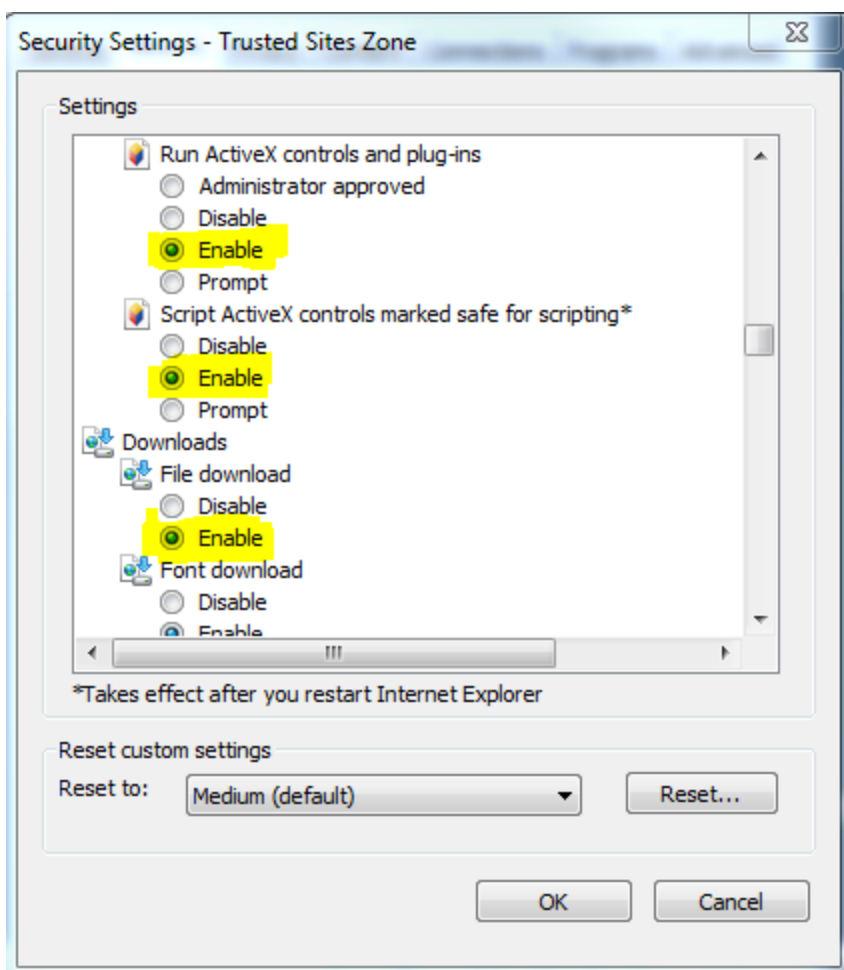 Security Settings - Trusted Sites Zone
Settings
Run ActiveX controls and plug-ins
Administrator approved
Disable
Enable
Prompt
Script ActiveX controls marked safe for scripting*
Disable
Enable
Prompt
Downloads
File download
Disable
Enable
Font download
Disable
Enable
*Takes effect after you restart Internet Explorer
Reset custom settings
Reset to: Medium (default) Reset...
OK Cancel